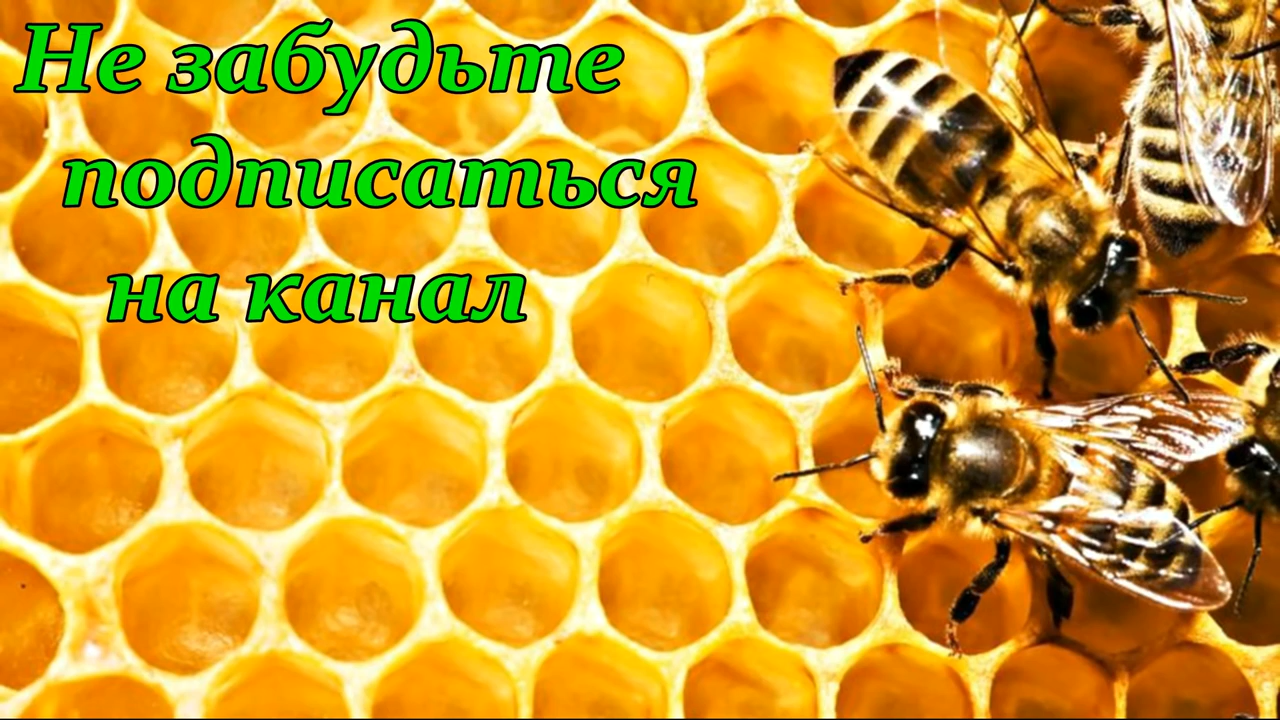 Не забудьте
подписаться
на канал